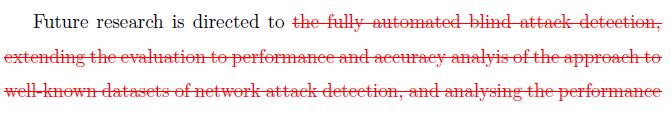 Future research is directed to the fully automated blind attack detection,
extending the evaluation to performance and accuracy analyis of the approach to
well-known datasets of network attack detection, and analysing the performance